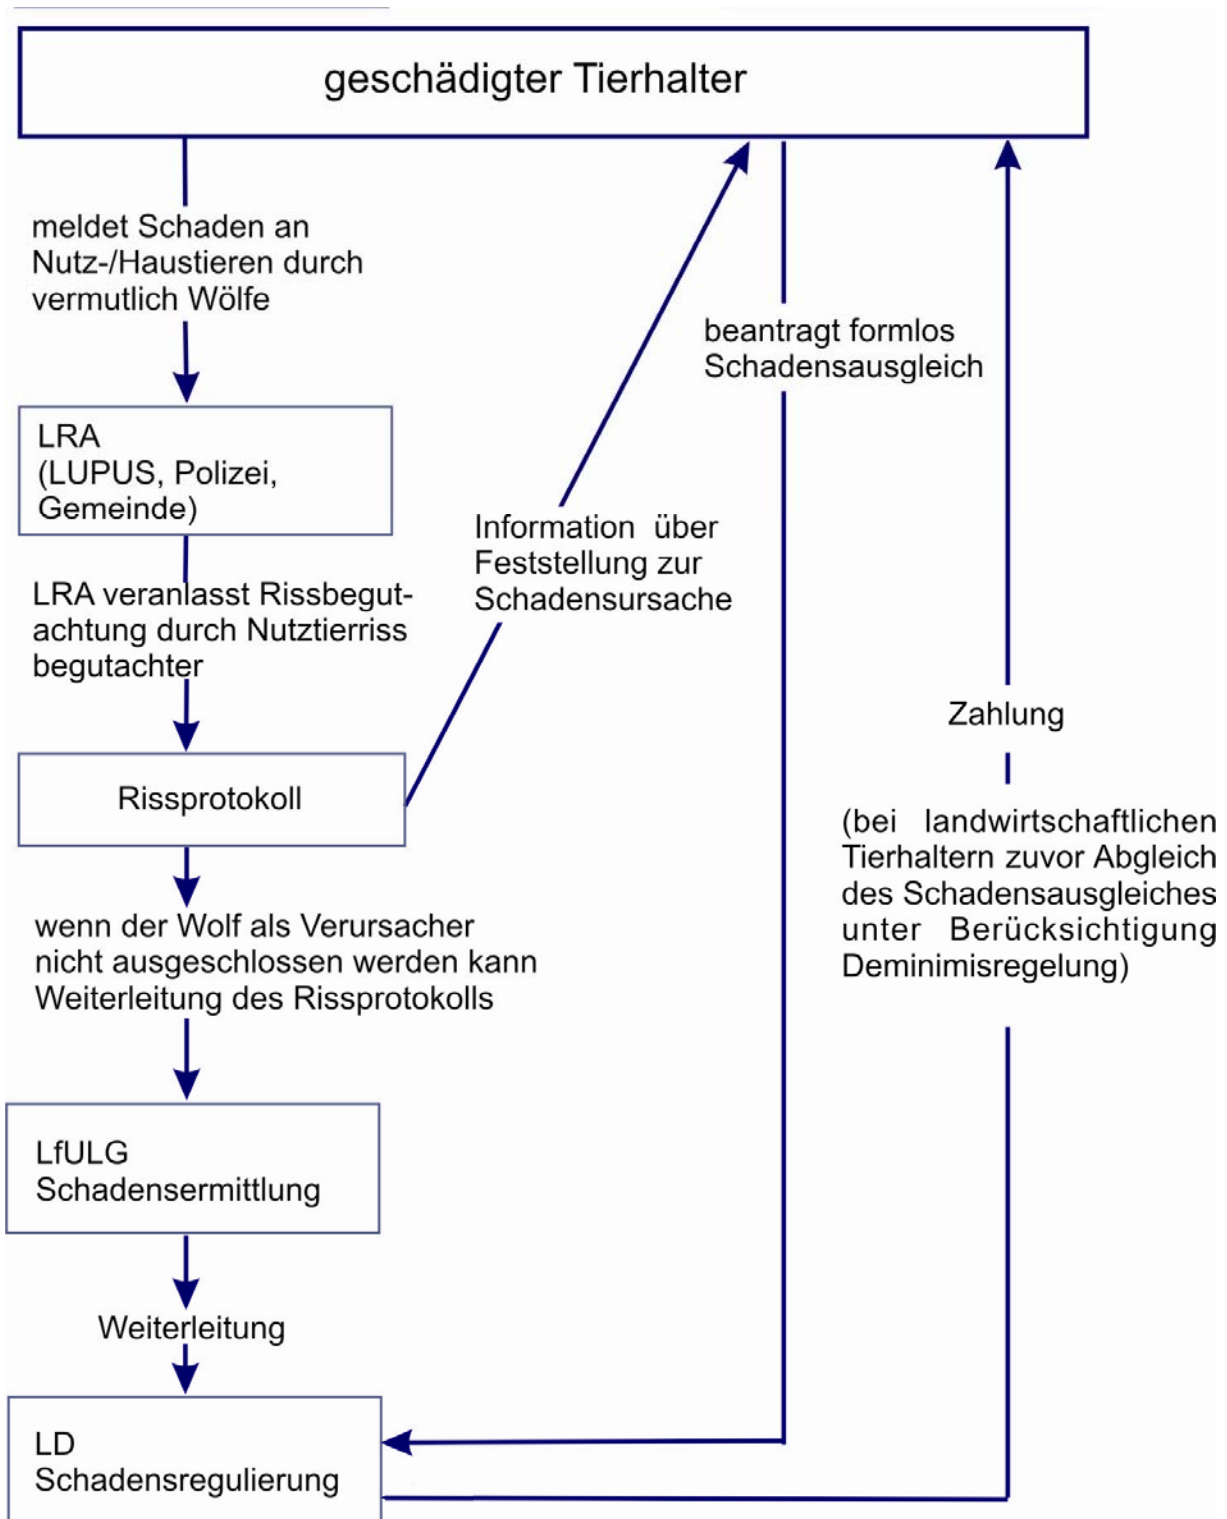 geschädigter Tierhalter
meldet Schaden an
Nutz-/Haustieren durch
vermutlich Wölfe
beantragt formlos
Schadensausgleich
LRA
(LUPUS, Polizei,
Gemeinde)
Information über
Feststellung zur
Schadensursache
LRA veranlasst Rissbegut-
achtung durch Nutztierriss
begutachter
Zahlung
Rissprotokoll
(bei landwirtschaftlichen
Tierhaltern zuvor Abgleich
des Schadensausgleiches
unter Berücksichtigung
Deminimisregelung)
wenn der Wolf als Verursacher
nicht ausgeschlossen werden kann
Weiterleitung des Rissprotokolls
LfULG
Schadensermittlung
Weiterleitung
LD
Schadensregulierung